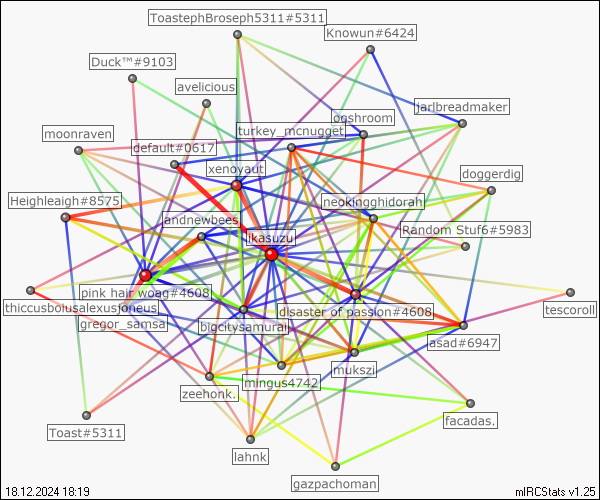 ToastephBroseph5311#5311
Knowun#6424
Duck™#9103
avelicious
jarlbreadmaker
ogshroom
turkey_mcnugget
moonraven
default#0617
xenoyaut
doggerdig
Heighleaigh#8575
neokingghidorah
andnewbees
Random Stuf6#5983
ikasuzu
pink hair woag#4608
thiccusboiusalexusjoneus
disaster of passion#4608
tescoroll
gregor_samsa
bigcitysamurai
asad#6947
mukszi
mingus4742
zeehonk.
facadas.
Toast#5311
lahnk
gazpachoman
18.12.2024 18:19
mIRCStats v1.25